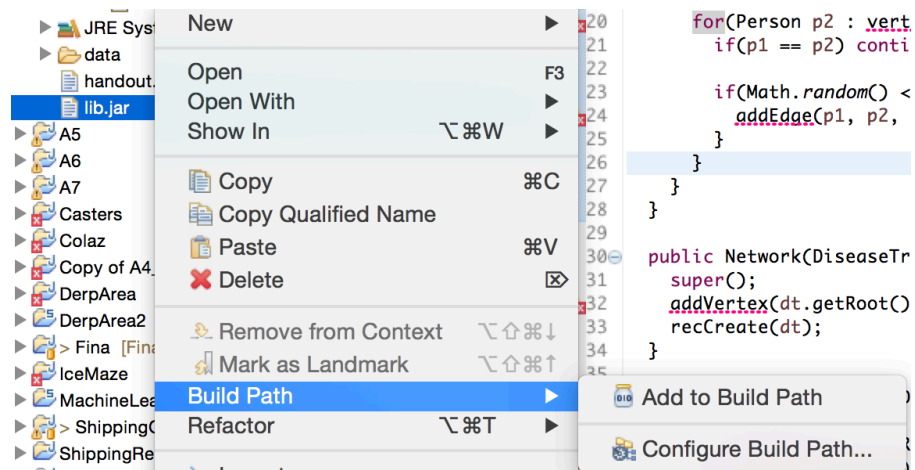 JRE Syst
data
handout.
lib.jar
A5
A6
A7
Casters
Colaz
Copy of A4_
DerpArea
DerpArea2
> Fina [Fina
IceMaze
MachineLea
> ShippingG
ShippingRe
New
Open F3
Open With
Show In ⌥⌘W
Copy ⌘C
Copy Qualified Name
Paste ⌘V
Delete ⌦
Remove from Context ⌥⇧⌘↓
Mark as Landmark ⌥⇧⌘↑
Build Path
Refactor ⌥⌘T
Add to Build Path
Configure Build Path...
20 for(Person p2 : vert
21 if(p1 == p2) conti
22
23 if(Math.random() <
24 addEdge(p1, p2,
25 }
26 }
27 }
28 }
29
30 public Network(DiseaseTr
31 super();
32 addVertex(dt.getRoot()
33 recCreate(dt);
34 }
35